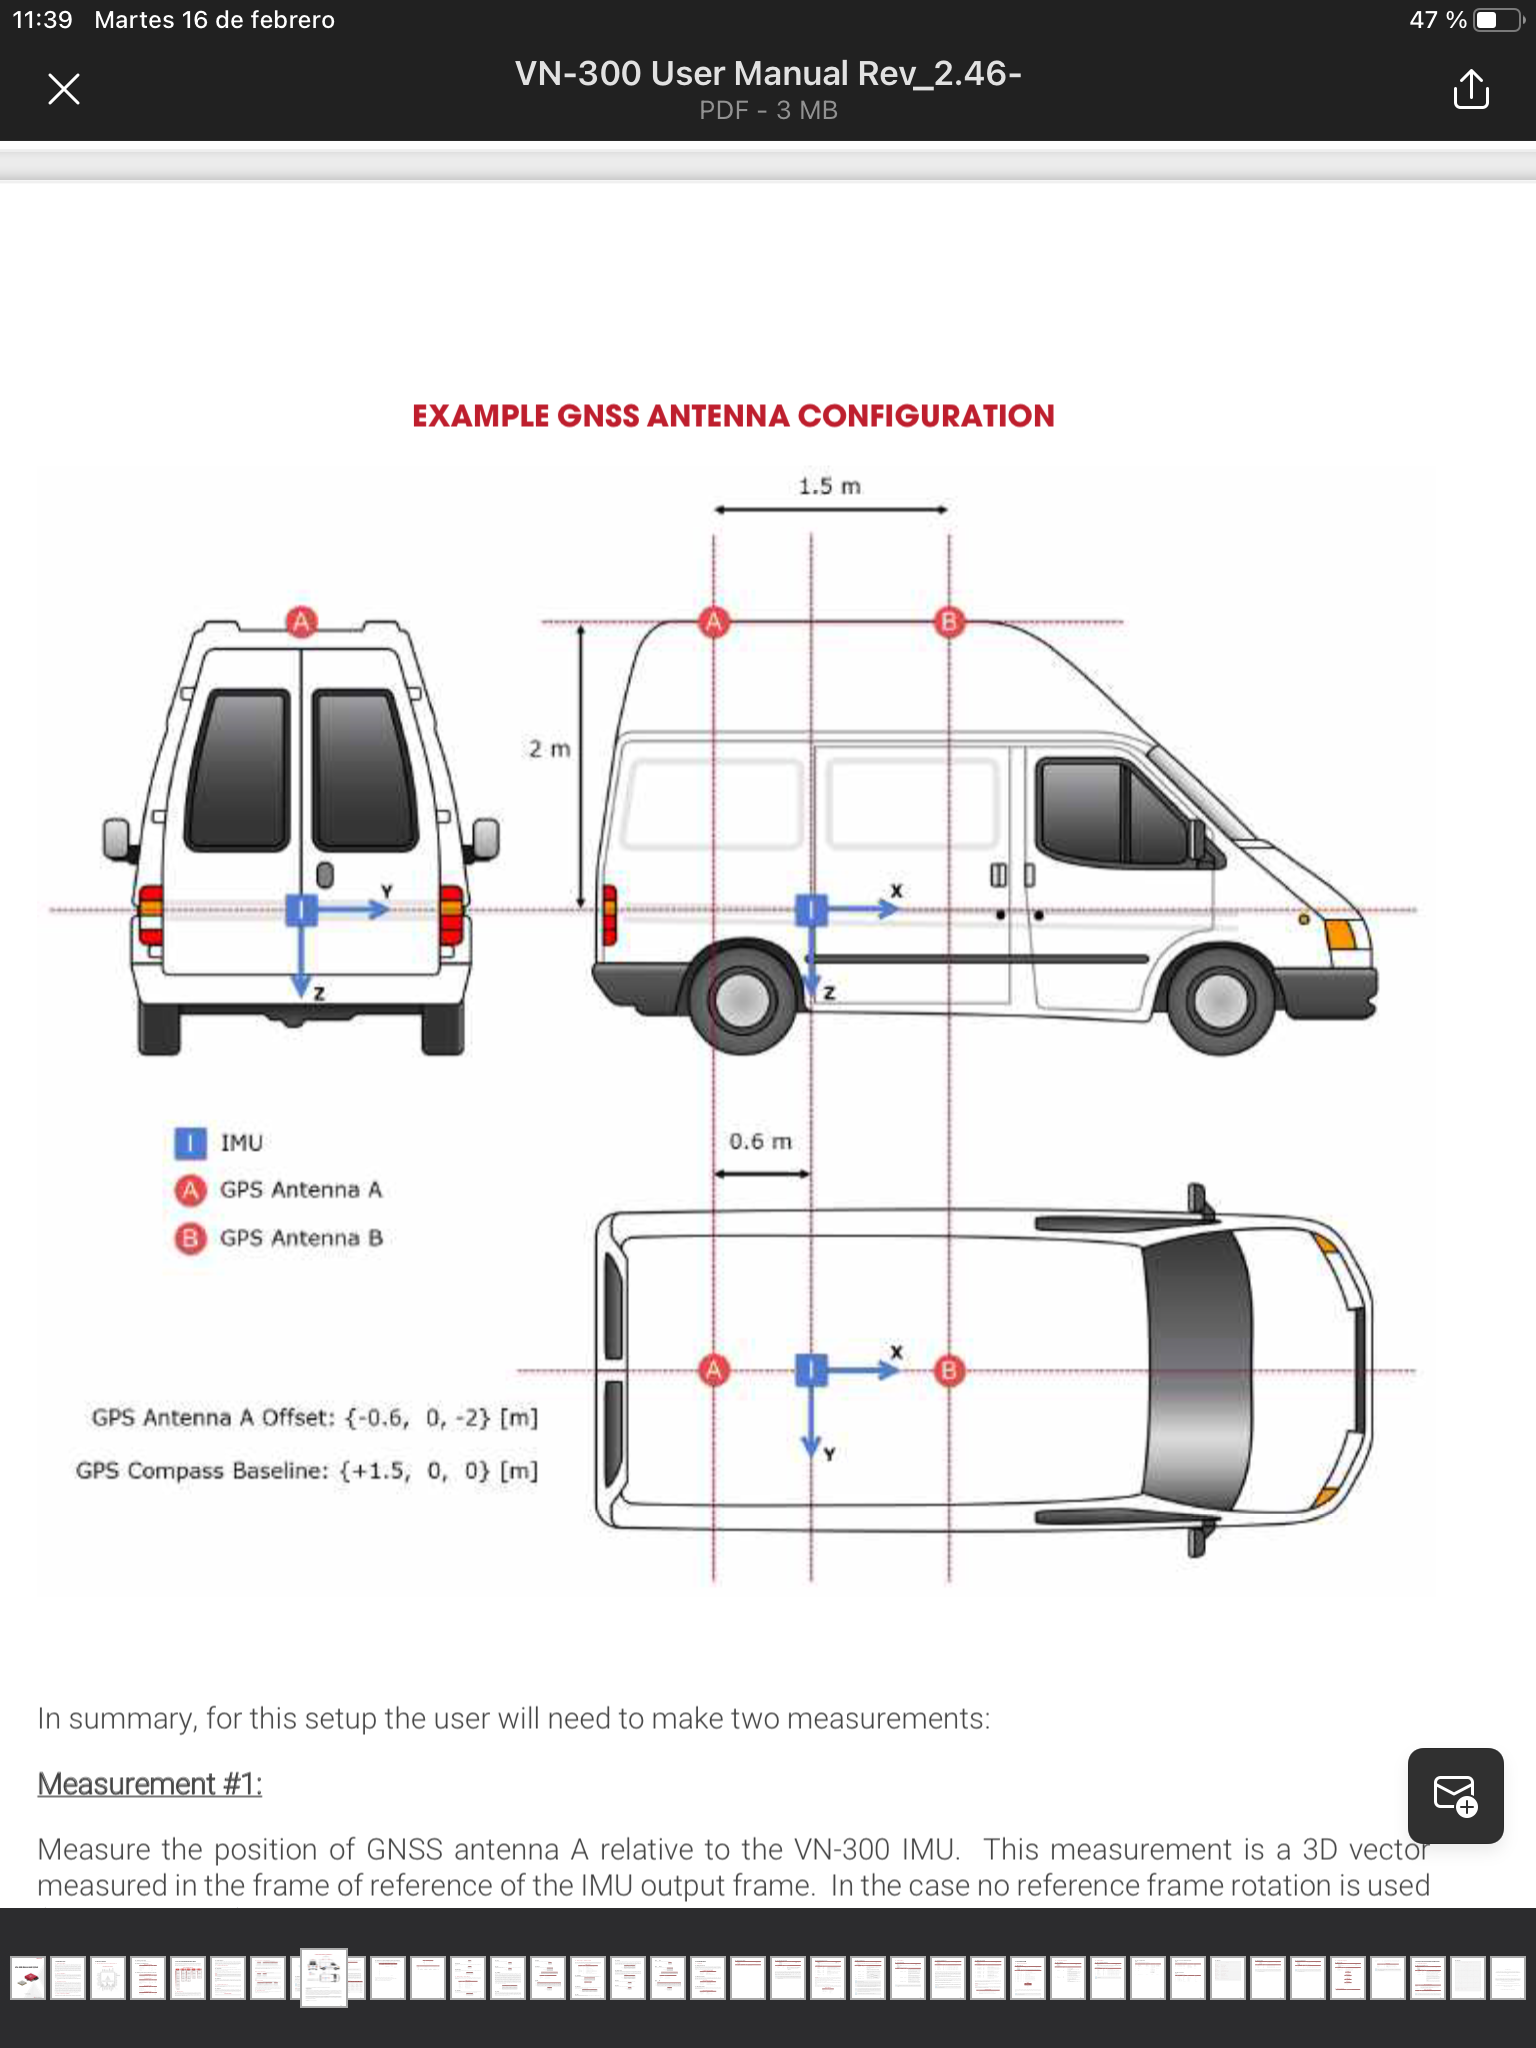 11:39 Martes 16 de febrero 47 %
VN-300 User Manual Rev_2.46-
PDF - 3 MB
EXAMPLE GNSS ANTENNA CONFIGURATION
1.5 m
A A B
2 m
I Y I X
Z Z
I IMU
0.6 m
A GPS Antenna A
B GPS Antenna B
A I X B
GPS Antenna A Offset: {-0.6, 0, -2} [m]
Y
GPS Compass Baseline: {+1.5, 0, 0} [m]
In summary, for this setup the user will need to make two measurements:
Measurement #1:
Measure the position of GNSS antenna A relative to the VN-300 IMU. This measurement is a 3D vector
measured in the frame of reference of the IMU output frame. In the case no reference frame rotation is used